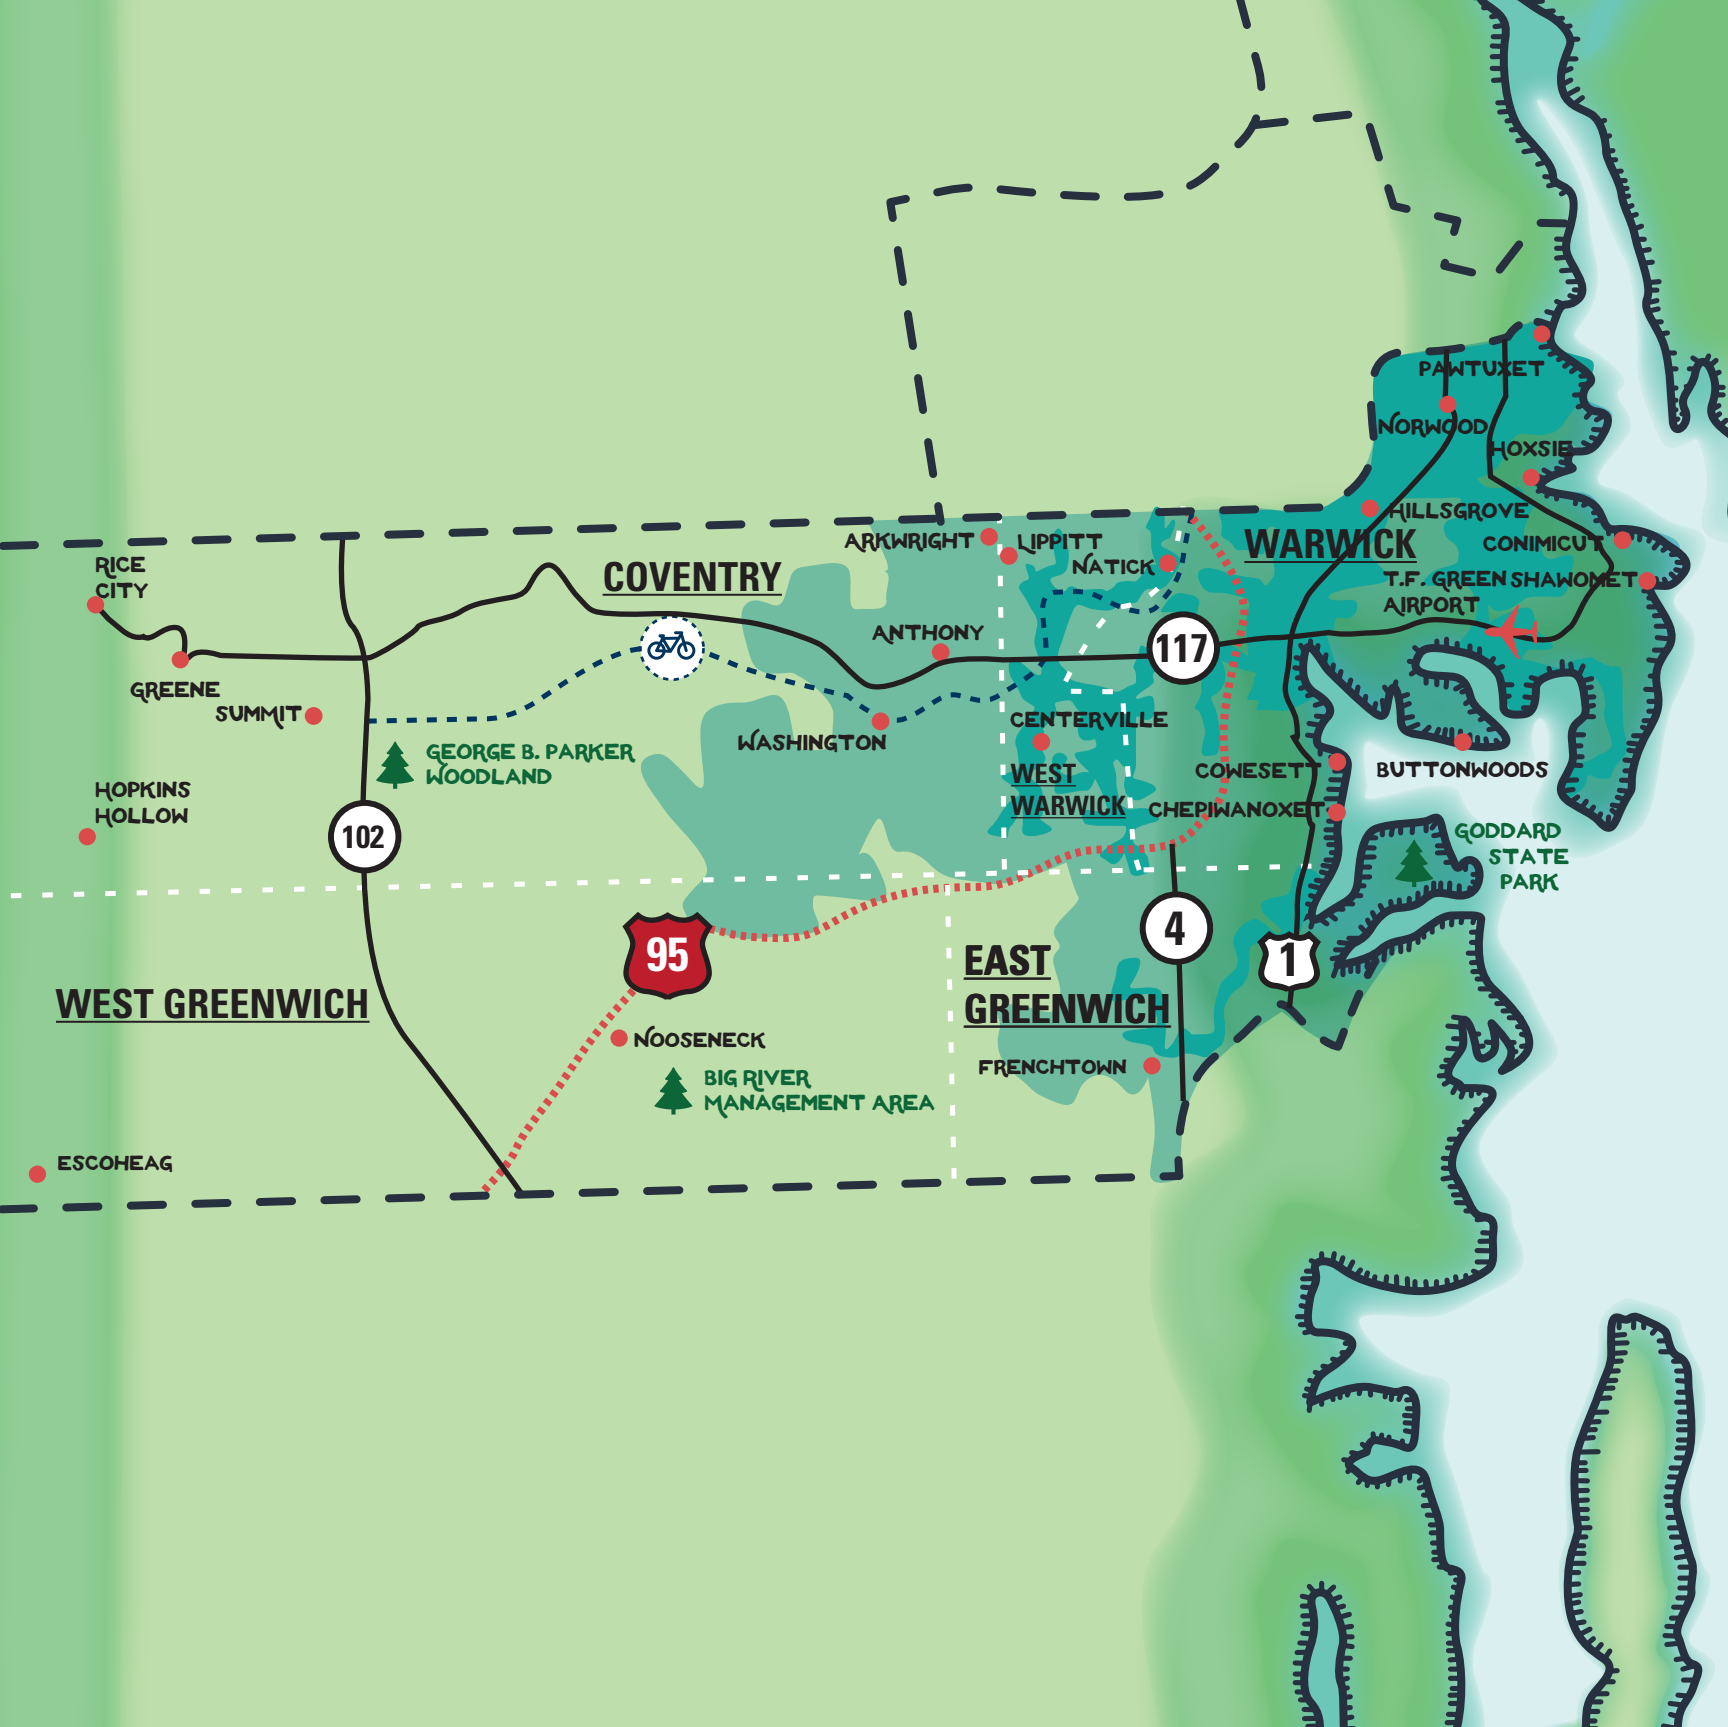 PAWTUXET
NORWOOD
HOXSIE
HILLSGROVE
WARWICK
CONIMICUT
T.F. GREEN
AIRPORT
SHAWOMET
ARKWRIGHT
LIPPITT
NATICK
RICE
CITY
COVENTRY
ANTHONY
117
GREENE
SUMMIT
WASHINGTON
CENTERVILLE
GEORGE B. PARKER
WOODLAND
WEST
WARWICK
COWESETT
BUTTONWOODS
CHEPIWANOXET
HOPKINS
HOLLOW
102
GODDARD
STATE
PARK
95
4
1
EAST
GREENWICH
WEST GREENWICH
NOOSENECK
FRENCHTOWN
BIG RIVER
MANAGEMENT AREA
ESCOHEAG